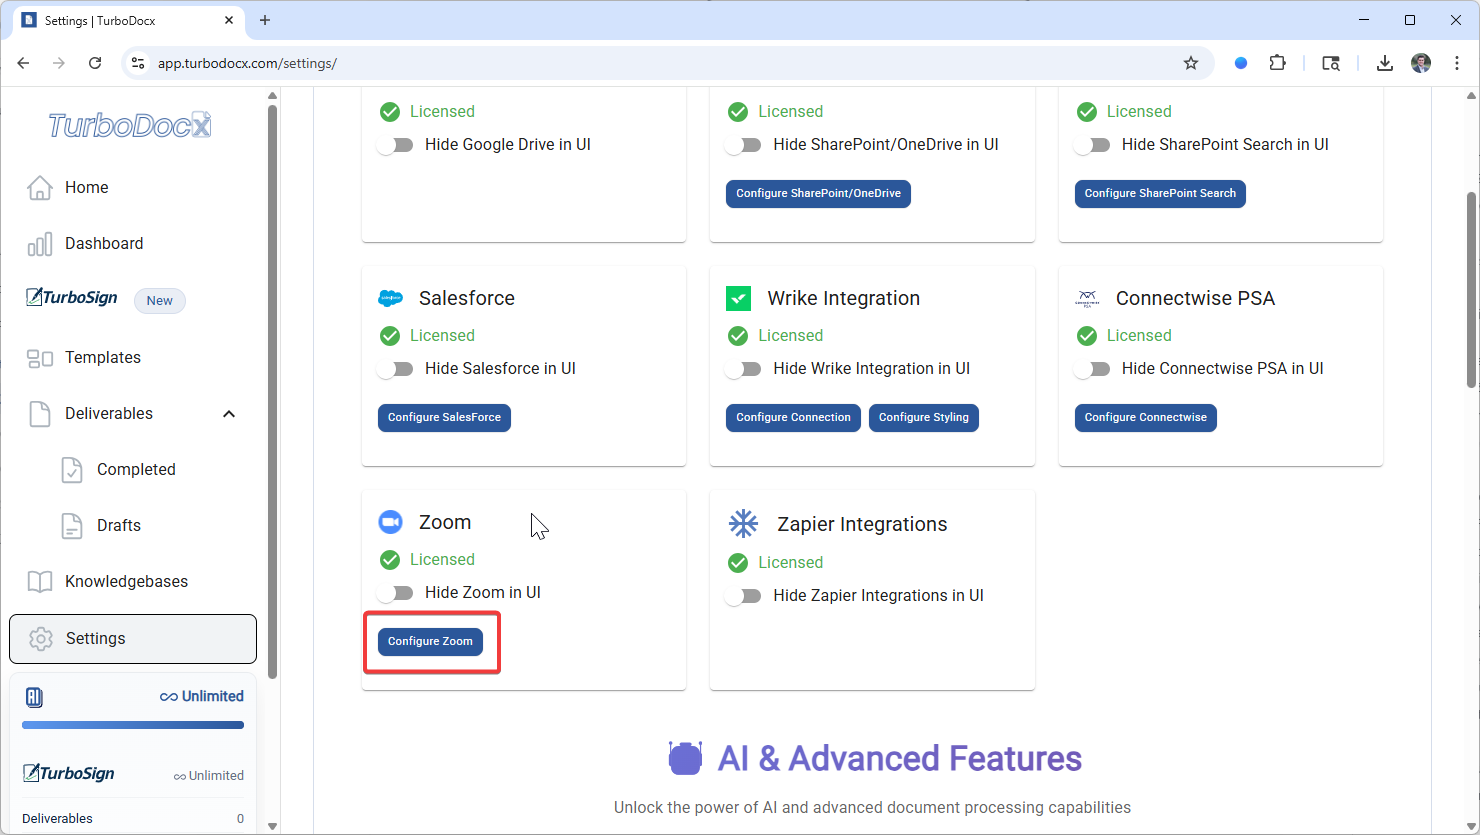 Settings | TurboDocx
app.turbodocx.com/settings/
TurboDocX
Home
Dashboard
TurboSign New
Templates
Deliverables
Completed
Drafts
Knowledgebases
Settings
Unlimited
TurboSign Unlimited
Deliverables 0
Licensed
Hide Google Drive in UI
Licensed
Hide SharePoint/OneDrive in UI
Configure SharePoint/OneDrive
Licensed
Hide SharePoint Search in UI
Configure SharePoint Search
salesforce
Salesforce
Licensed
Hide Salesforce in UI
Configure SalesForce
Wrike Integration
Licensed
Hide Wrike Integration in UI
Configure Connection Configure Styling
CONNECTWISE
PSA
Connectwise PSA
Licensed
Hide Connectwise PSA in UI
Configure Connectwise
Zoom
Licensed
Hide Zoom in UI
Configure Zoom
Zapier Integrations
Licensed
Hide Zapier Integrations in UI
AI & Advanced Features
Unlock the power of AI and advanced document processing capabilities